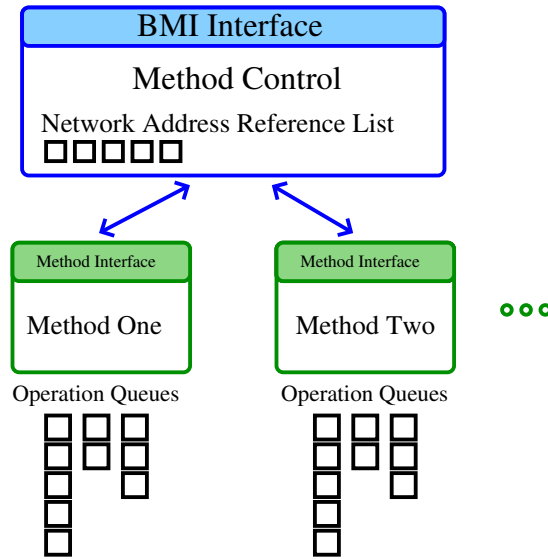 BMI Interface
Method Control
Network Address Reference List
Method Interface
Method One
Operation Queues
Method Interface
Method Two
Operation Queues